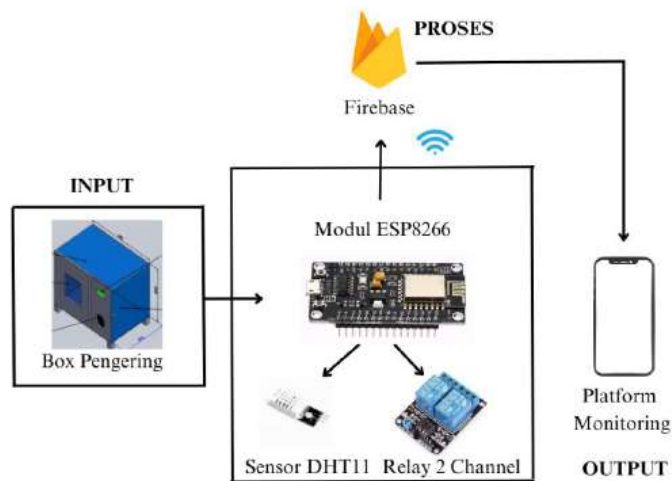 PROSES
Firebase
INPUT
Modul ESP8266
Box Pengering
Sensor DHT11
Relay 2 Channel
Platform
Monitoring
OUTPUT